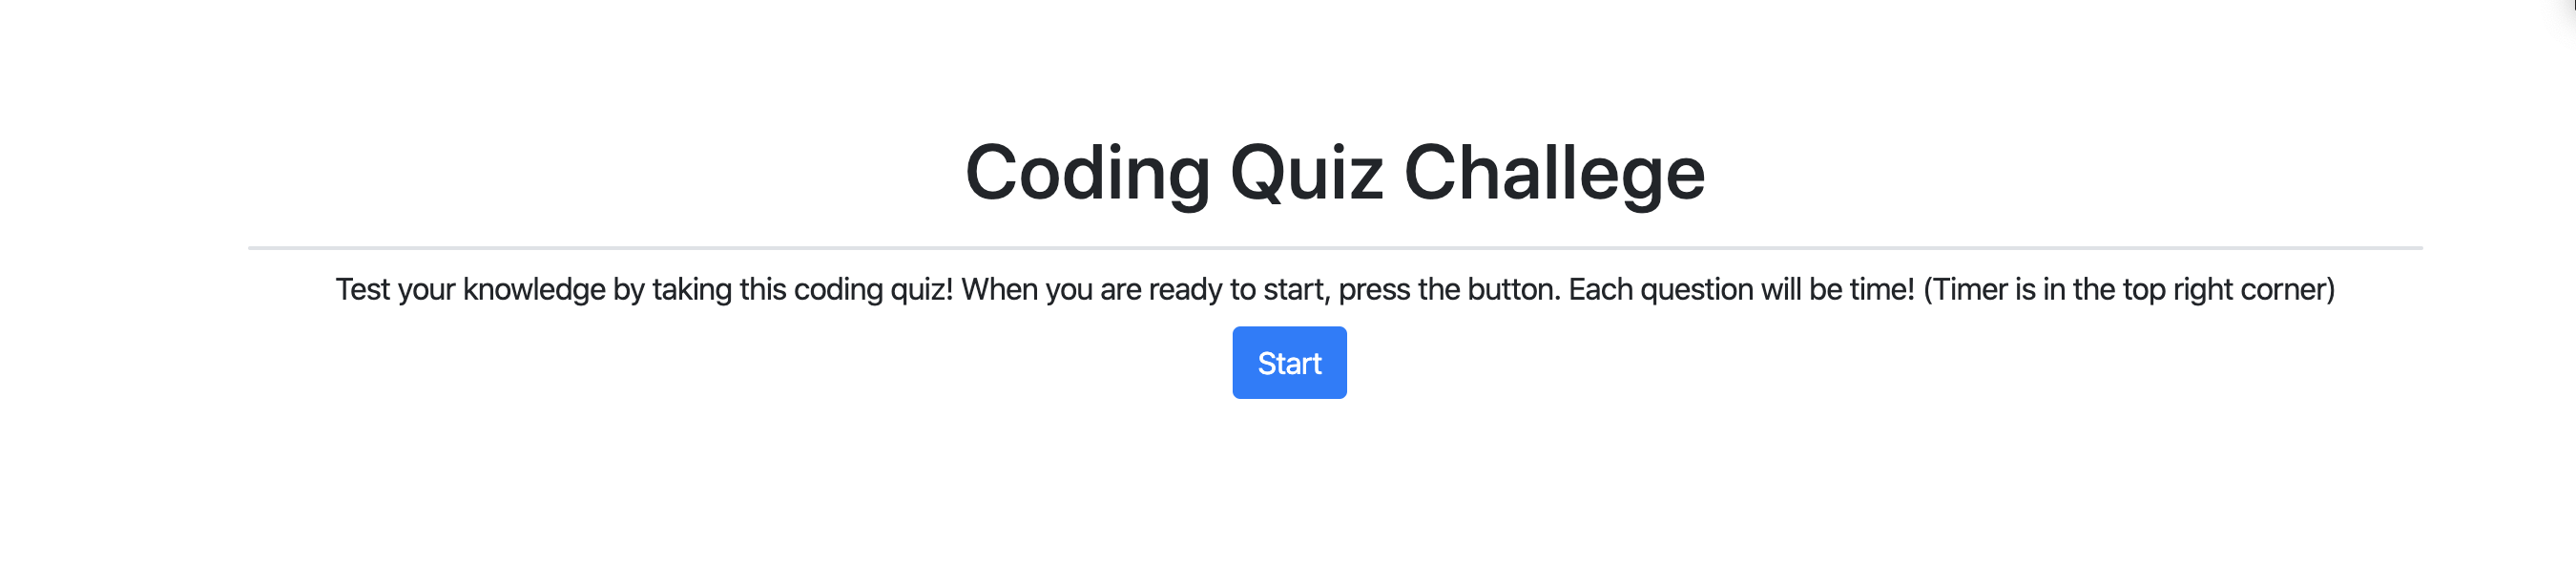 Coding Quiz Challege
Test your knowledge by taking this coding quiz! When you are ready to start, press the button. Each question will be time! (Timer is in the top right corner)
Start